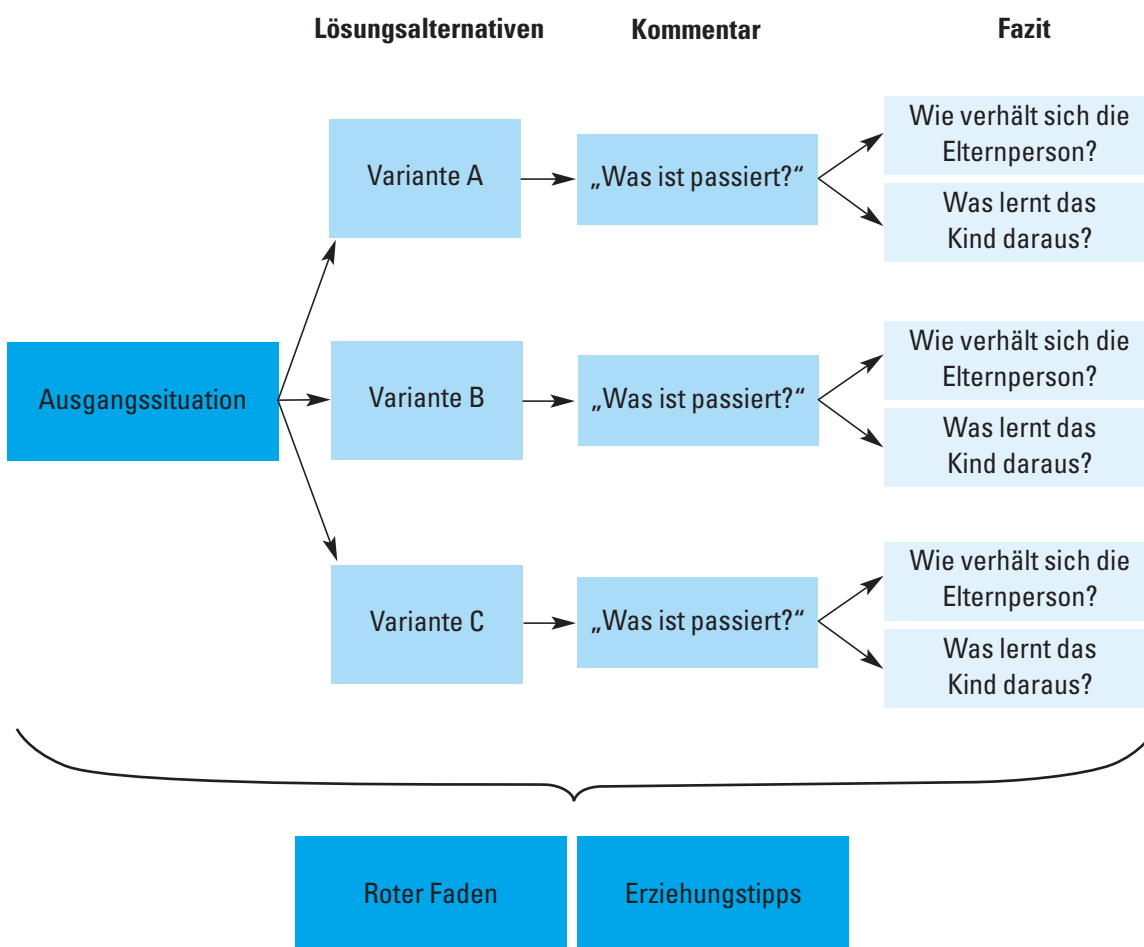 Lösungsalternativen
Kommentar
Fazit
Variante A
„Was ist passiert?“
Wie verhält sich die
Elternperson?
Was lernt das
Kind daraus?
Ausgangssituation
Variante B
„Was ist passiert?“
Wie verhält sich die
Elternperson?
Was lernt das
Kind daraus?
Variante C
„Was ist passiert?“
Wie verhält sich die
Elternperson?
Was lernt das
Kind daraus?
Roter Faden
Erziehungstipps